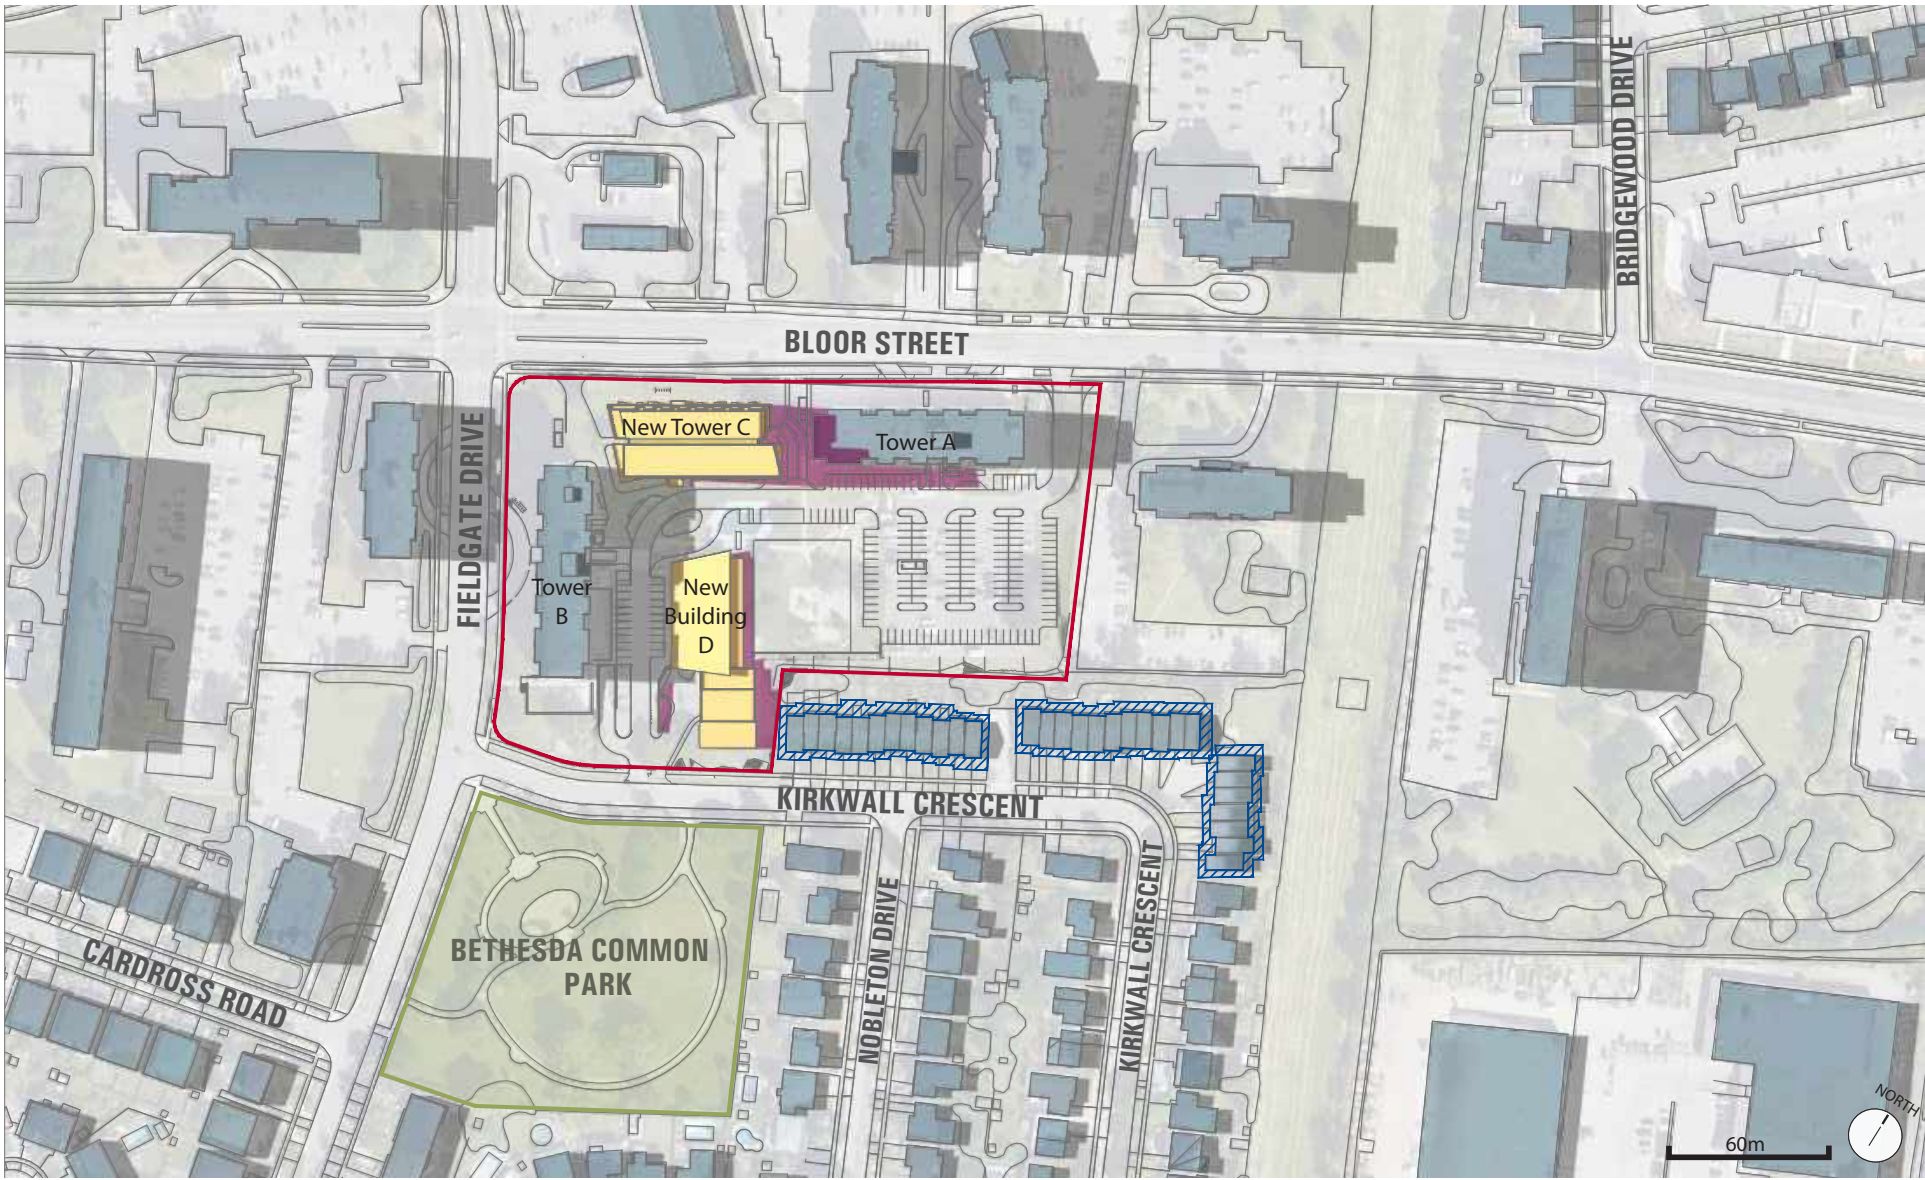 BRIDGEWOOD DRIVE
BLOOR STREET
FIELDGATE DRIVE
New Tower C
Tower A
Tower
B
New
Building
D
KIRKWALL CRESCENT
NOBLETON DRIVE
KIRKWALL CRESCENT
BETHESDA COMMON
PARK
CARDROSS ROAD
NORTH
60m